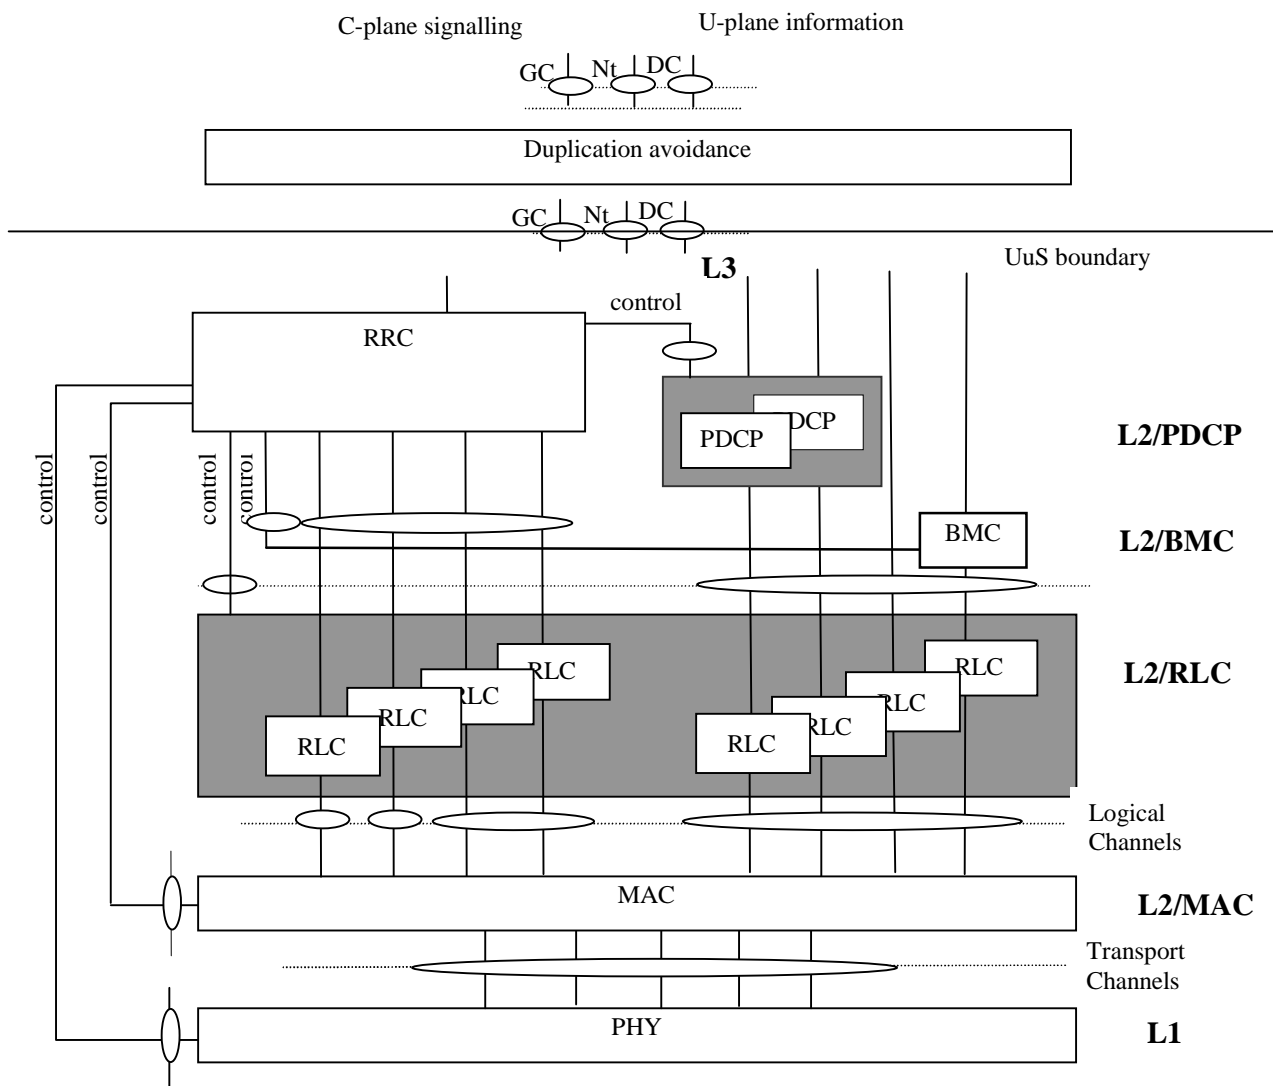 C-plane signalling
U-plane information
GC Nt DC
Duplication avoidance
GC Nt DC
UuS boundary
L3
control
RRC
PDCP
DCP
L2/PDCP
control
control
control
control
BMC
L2/BMC
RLC
RLC
RLC
RLC
RLC
RLC
RLC
RLC
L2/RLC
Logical
Channels
MAC
L2/MAC
Transport
Channels
PHY
L1